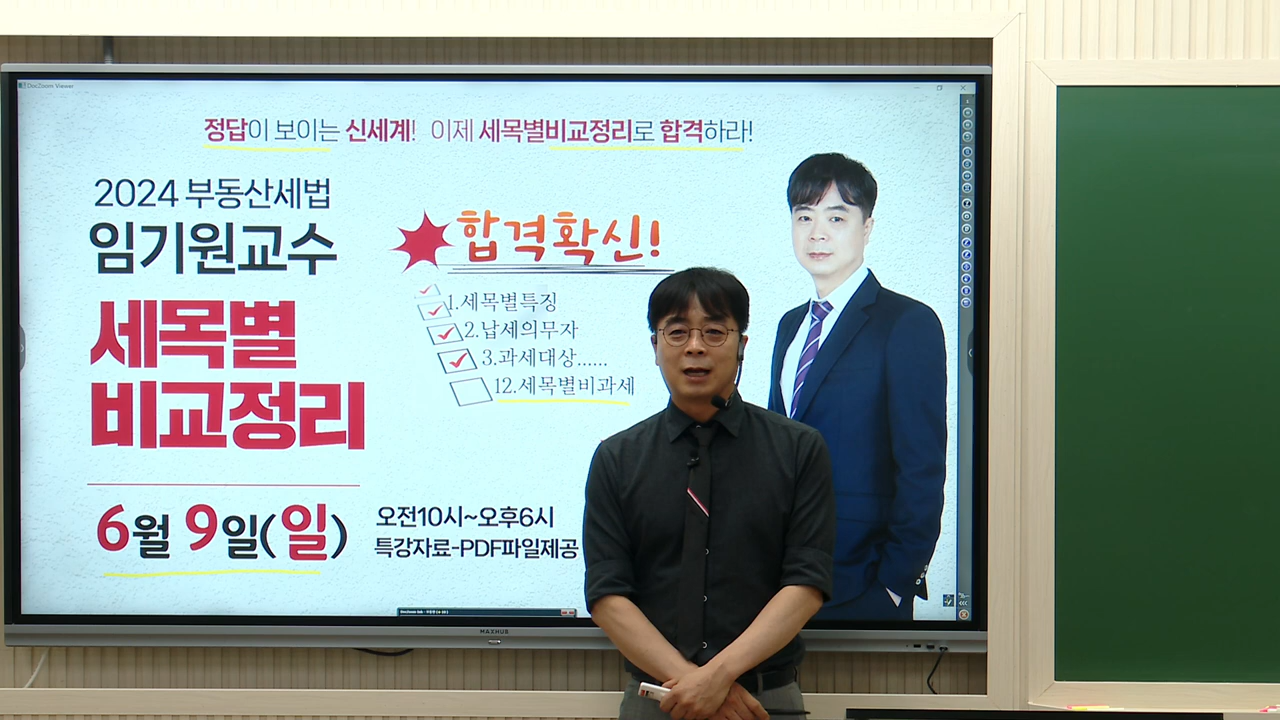 DocZoom Viewer
정답이 보이는 신세계! 이제 세목별비교정리로 합격하라!
2024 부동산세법
임기원교수
세목별
비교정리
합격확신!
1.세목별특징
2.납세의무자
3.과세대상......
12.세목별비과세
6월 9일(일)
오전10시~오후6시
특강자료-PDF파일제공
MAXHUB